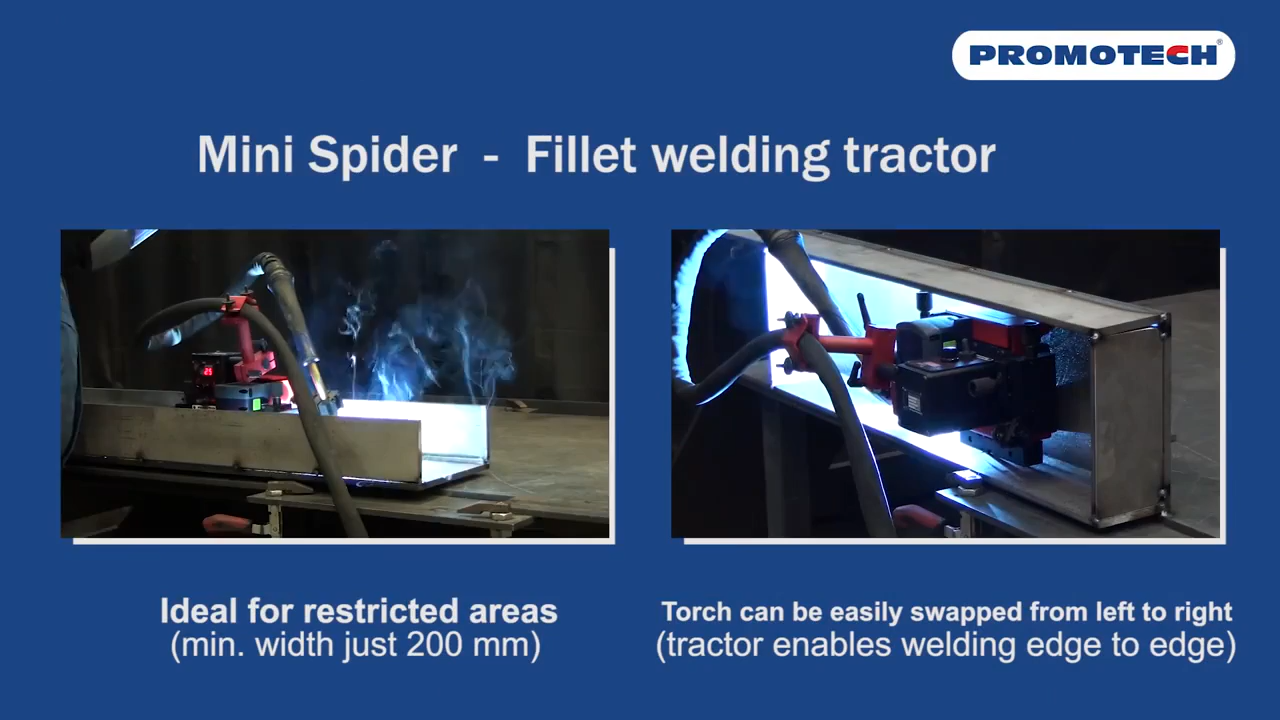 PROMOTECH®
Mini Spider - Fillet welding tractor
Ideal for restricted areas
(min. width just 200 mm)
Torch can be easily swapped from left to right
(tractor enables welding edge to edge)